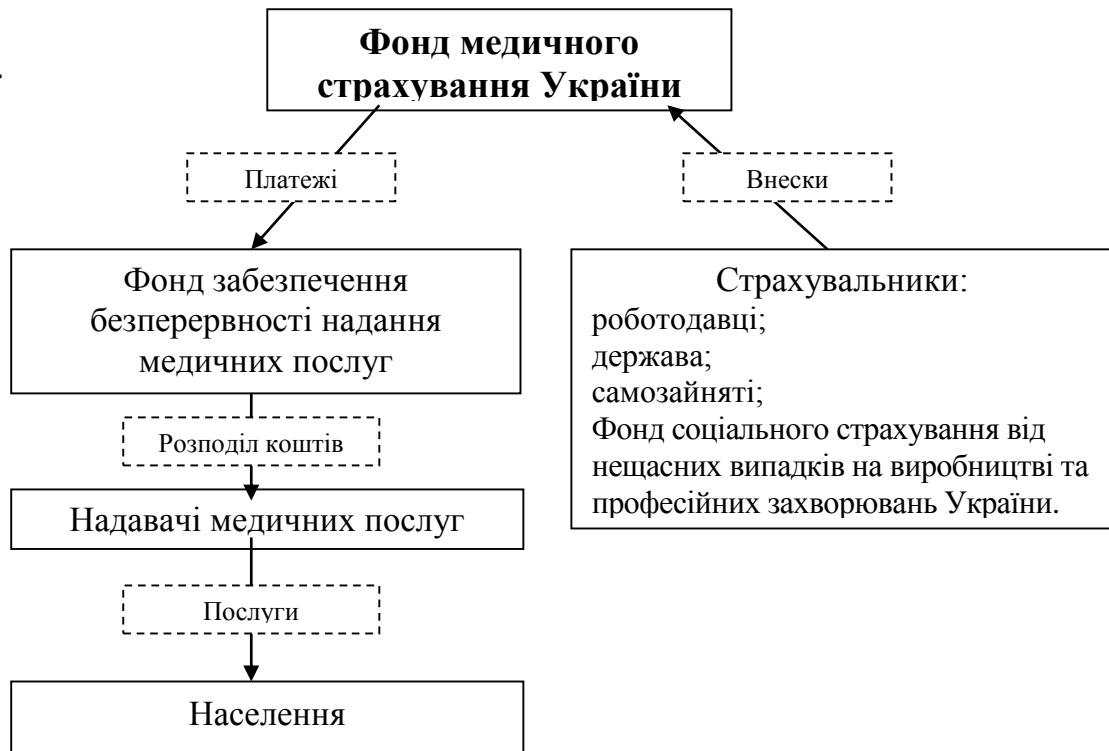 Фонд медичного
страхування України
Платежі
Внески
Фонд забезпечення
безперервності надання
медичних послуг
Страхувальники:
роботодавці;
держава;
самозайняті;
Фонд соціального страхування від
нещасних випадків на виробництві та
професійних захворювань України.
Розподіл коштів
Надавачі медичних послуг
Послуги
Населення